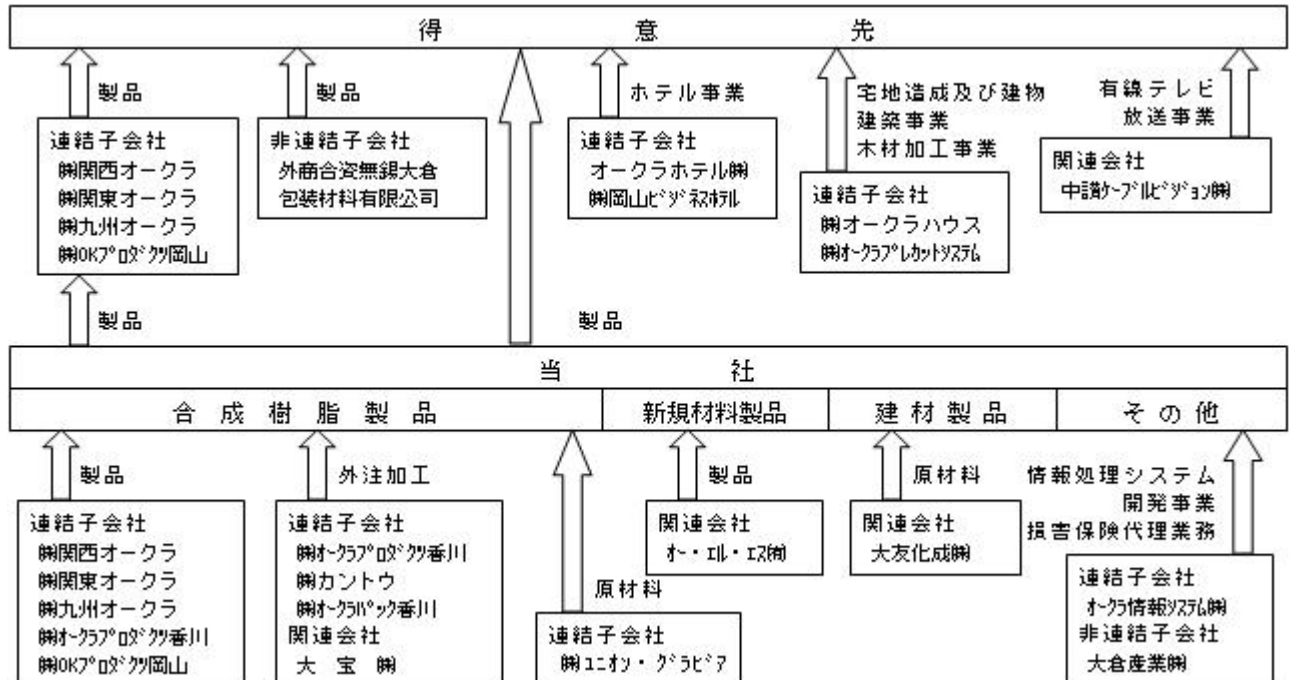 得意先
製品
連結子会社
㈱関西オークラ
㈱関東オークラ
㈱九州オークラ
㈱OKプロダクツ岡山
製品
非連結子会社
外商合資無錫大倉
包装材料有限公司
ホテル事業
連結子会社
オークラホテル㈱
㈱岡山ビジネスホテル
宅地造成及び建物
建築事業
木材加工事業
連結子会社
㈱オークラハウス
㈱オークラプレカットシステム
有線テレビ
放送事業
関連会社
中讃ケーブルビジョン㈱
製品
製品
当社
合成樹脂製品
新規材料製品
建材製品
その他
製品
連結子会社
㈱関西オークラ
㈱関東オークラ
㈱九州オークラ
㈱オークラプロダクツ香川
㈱OKプロダクツ岡山
外注加工
連結子会社
㈱オークラプロダクツ香川
㈱カントウ
㈱オークラパック香川
関連会社
大宝㈱
原材料
連結子会社
㈱ユニオン・グラビア
製品
関連会社
オー・エル・エス㈲
原材料
関連会社
大友化成㈱
情報処理システム
開発事業
損害保険代理業務
連結子会社
オークラ情報システム㈱
非連結子会社
大倉産業㈱